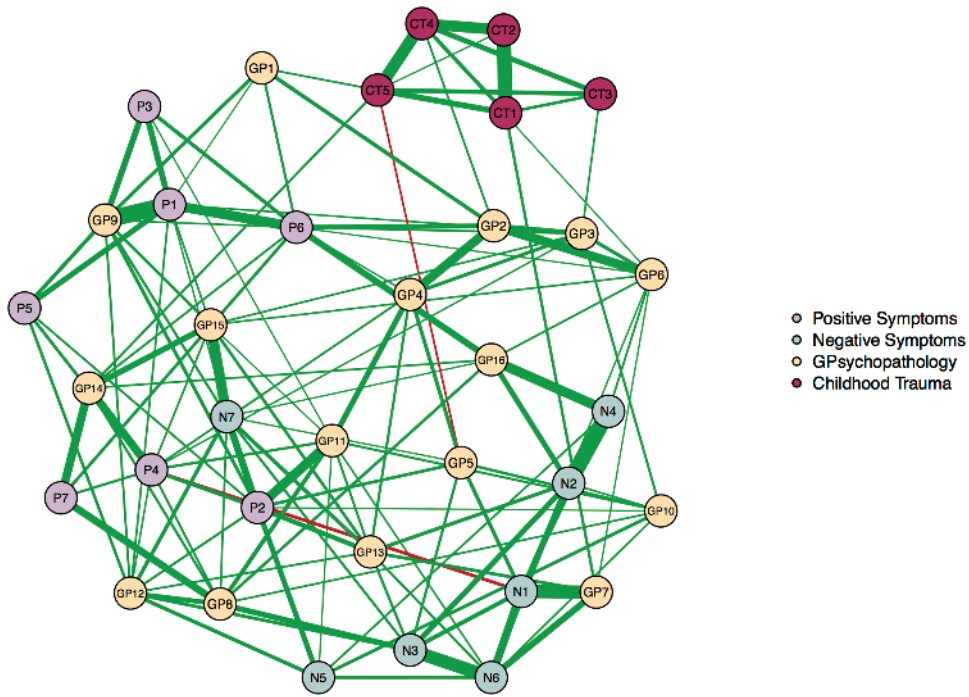 CT4
CT2
GP1
CT5
CT3
P3
CT1
P1
GP9
P6
GP2
GP3
GP6
GP4
P5
GP15
Positive Symptoms
Negative Symptoms
GPsychopathology
Childhood Trauma
GP16
GP14
N4
N7
GP11
GP5
P4
N2
P7
P2
GP10
GP13
GP12
GP8
N1
GP7
N3
N5
N6